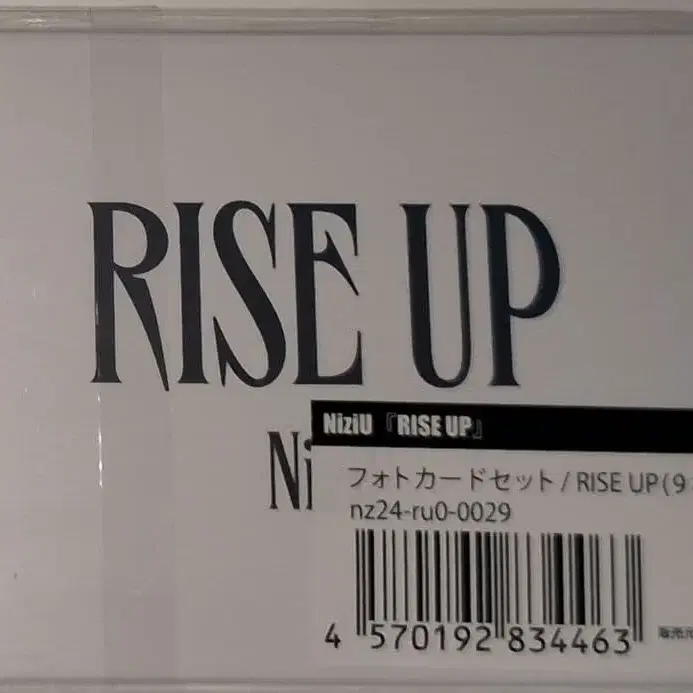 RISE UP
Ni
NiziU『RISE UP』
フォトカードセット / RISE UP (9
nz24-ru0-0029
4 570192 834463